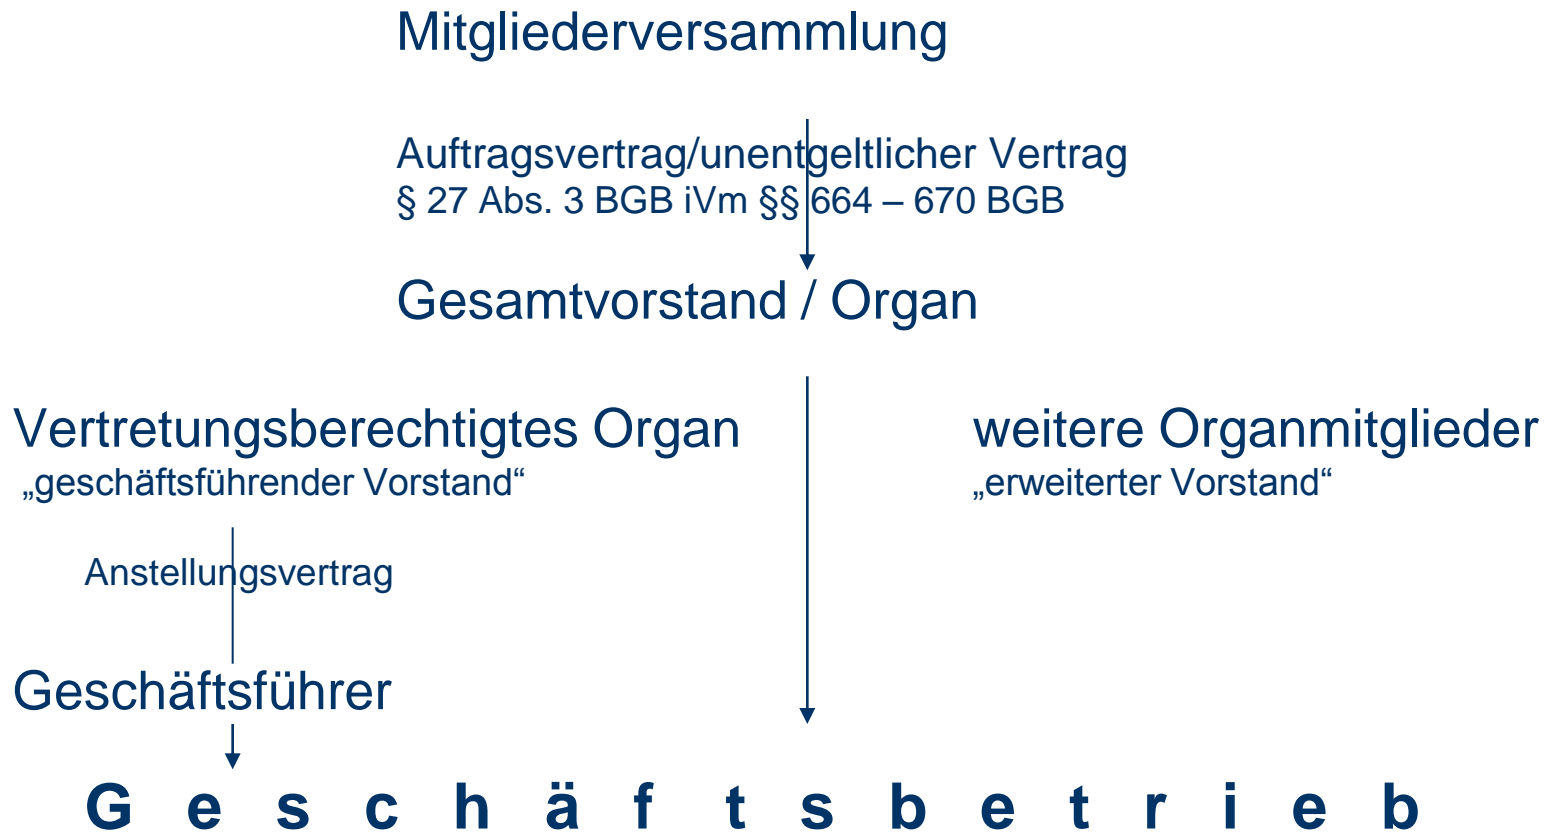 Mitgliederversammlung
Auftragsvertrag/unentgeltlicher Vertrag
§ 27 Abs. 3 BGB iVm §§ 664 – 670 BGB
Gesamtvorstand / Organ
Vertretungsberechtigtes Organ
„geschäftsführender Vorstand“
weitere Organmitglieder
„erweiterter Vorstand“
Anstellungsvertrag
Geschäftsführer
G e s c h ä f t s b e t r i e b